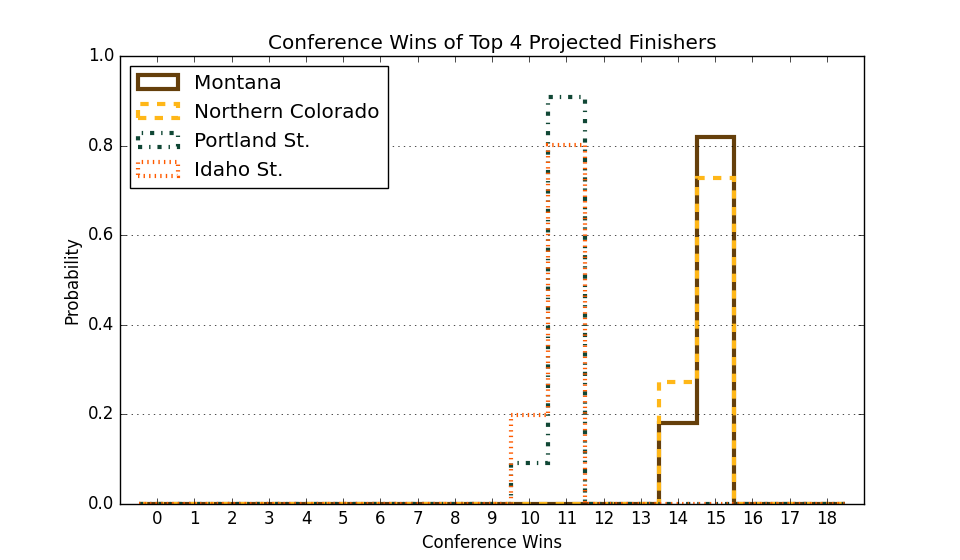 Conference Wins of Top 4 Projected Finishers
1.0
Montana
Northern Colorado
Portland St.
Idaho St.
0.8
0.6
0.4
0.2
0.0
Probability
0 1 2 3 4 5 6 7 8 9 10 11 12 13 14 15 16 17 18
Conference Wins